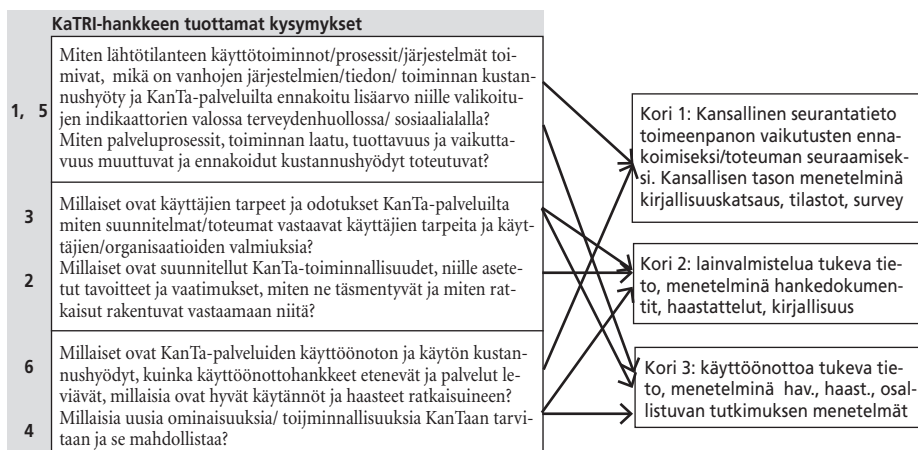 KaTRI-hankkeen tuottamat kysymykset
1, 5
Miten lähtötilanteen käyttötoiminnot/prosessit/järjestelmät toi-
mivat, mikä on vanhojen järjestelmien/tiedon/ toiminnan kustan-
nushyöty ja KanTa-palveluilta ennakoitu lisäarvo niille valikoitu-
jen indikaattorien valossa terveydenhuollossa/ sosiaalialalla?
Miten palveluprosessit, toiminnan laatu, tuottavuus ja vaikutta-
vuus muuttuvat ja ennakoidut kustannushyödyt toteutuvat?
3
Millaiset ovat käyttäjien tarpeet ja odotukset KanTa-palveluilta
miten suunnitelmat/toteumat vastaavat käyttäjien tarpeita ja käyt-
täjien/organisaatioiden valmiuksia?
2
Millaiset ovat suunnitellut KanTa-toiminnallisuudet, niille asete-
tut tavoitteet ja vaatimukset, miten ne täsmentyvät ja miten rat-
kaisut rakentuvat vastaamaan niitä?
6
Millaiset ovat KanTa-palveluiden käyttöönoton ja käytön kustan-
nushyödyt, kuinka käyttöönottohankkeet etenevät ja palvelut le-
viävät, millaisia ovat hyvät käytännöt ja haasteet ratkaisuineen?
4
Millaisia uusia ominaisuuksia/ toijminnallisuuksia KanTaan tarvi-
taan ja se mahdollistaa?
Kori 1: Kansallinen seurantatieto
toimeenpanon vaikutusten enna-
koimiseksi/toteuman seuraamisek-
si. Kansallisen tason menetelminä
kirjallisuuskatsaus, tilastot, survey
Kori 2: lainvalmistelua tukeva tie-
to, menetelminä hankedokumen-
tit, haastattelut, kirjallisuus
Kori 3: käyttöönottoa tukeva tie-
to, menetelminä hav., haast., osal-
listuvan tutkimuksen menetelmät